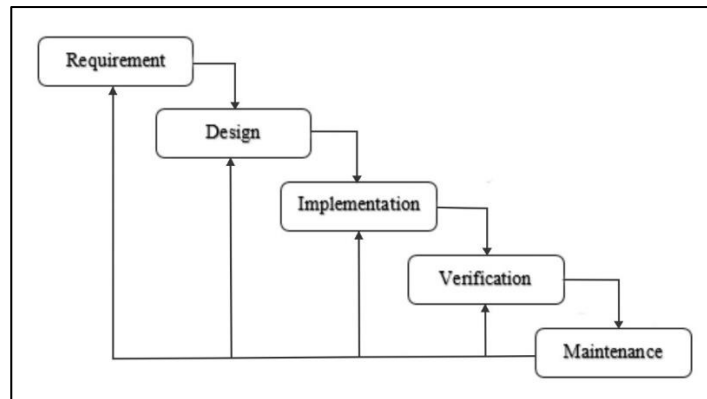 Requirement
Design
Implementation
Verification
Maintenance